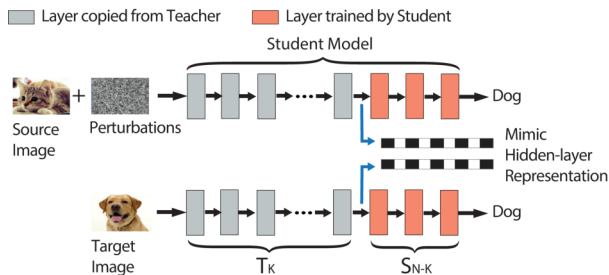 Layer copied from Teacher
Layer trained by Student
Student Model
Source
Image
+
Perturbations
Dog
Mimic
Hidden-layer
Representation
Target
Image
Dog
TK
SN-K